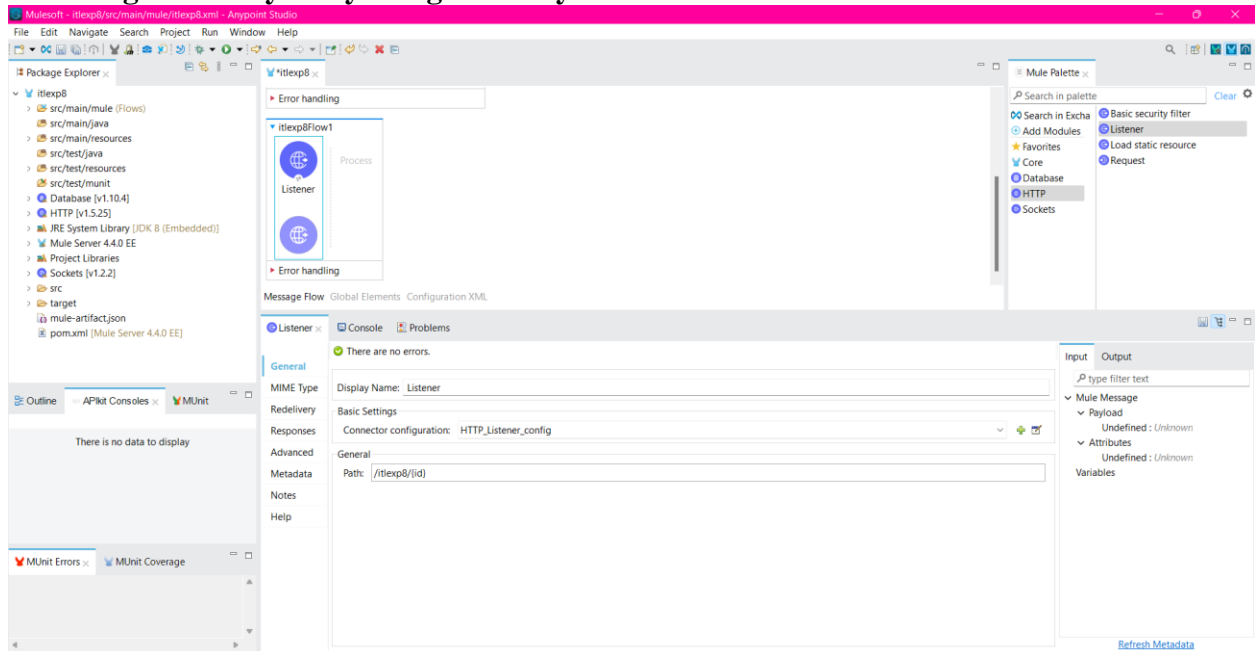 Mulesoft - itlexp8/src/main/mule/itlexp8.xml - Anypoint Studio
File Edit Navigate Search Project Run Window Help
Package Explorer
itlexp8
src/main/mule (Flows)
src/main/java
src/main/resources
src/test/java
src/test/resources
src/test/munit
Database [v1.10.4]
HTTP [v1.5.25]
JRE System Library [JDK 8 (Embedded)]
Mule Server 4.4.0 EE
Project Libraries
Sockets [v1.2.2]
src
target
mule-artifact.json
pom.xml [Mule Server 4.4.0 EE]
Outline APIkit Consoles MUnit
There is no data to display
MUnit Errors MUnit Coverage
*itlexp8
Error handling
itlexp8Flow1
Process
Listener
Error handling
Message Flow Global Elements Configuration XML
Mule Palette
Search in palette Clear
Search in Excha
Add Modules
Favorites
Core
Database
HTTP
Sockets
Basic security filter
Listener
Load static resource
Request
Listener Console Problems
There are no errors.
General
MIME Type
Redelivery
Responses
Advanced
Metadata
Notes
Help
Display Name: Listener
Basic Settings
Connector configuration: HTTP_Listener_config
General
Path: /itlexp8/{id}
Input Output
type filter text
Mule Message
Payload
Undefined : Unknown
Attributes
Undefined : Unknown
Variables
Refresh Metadata